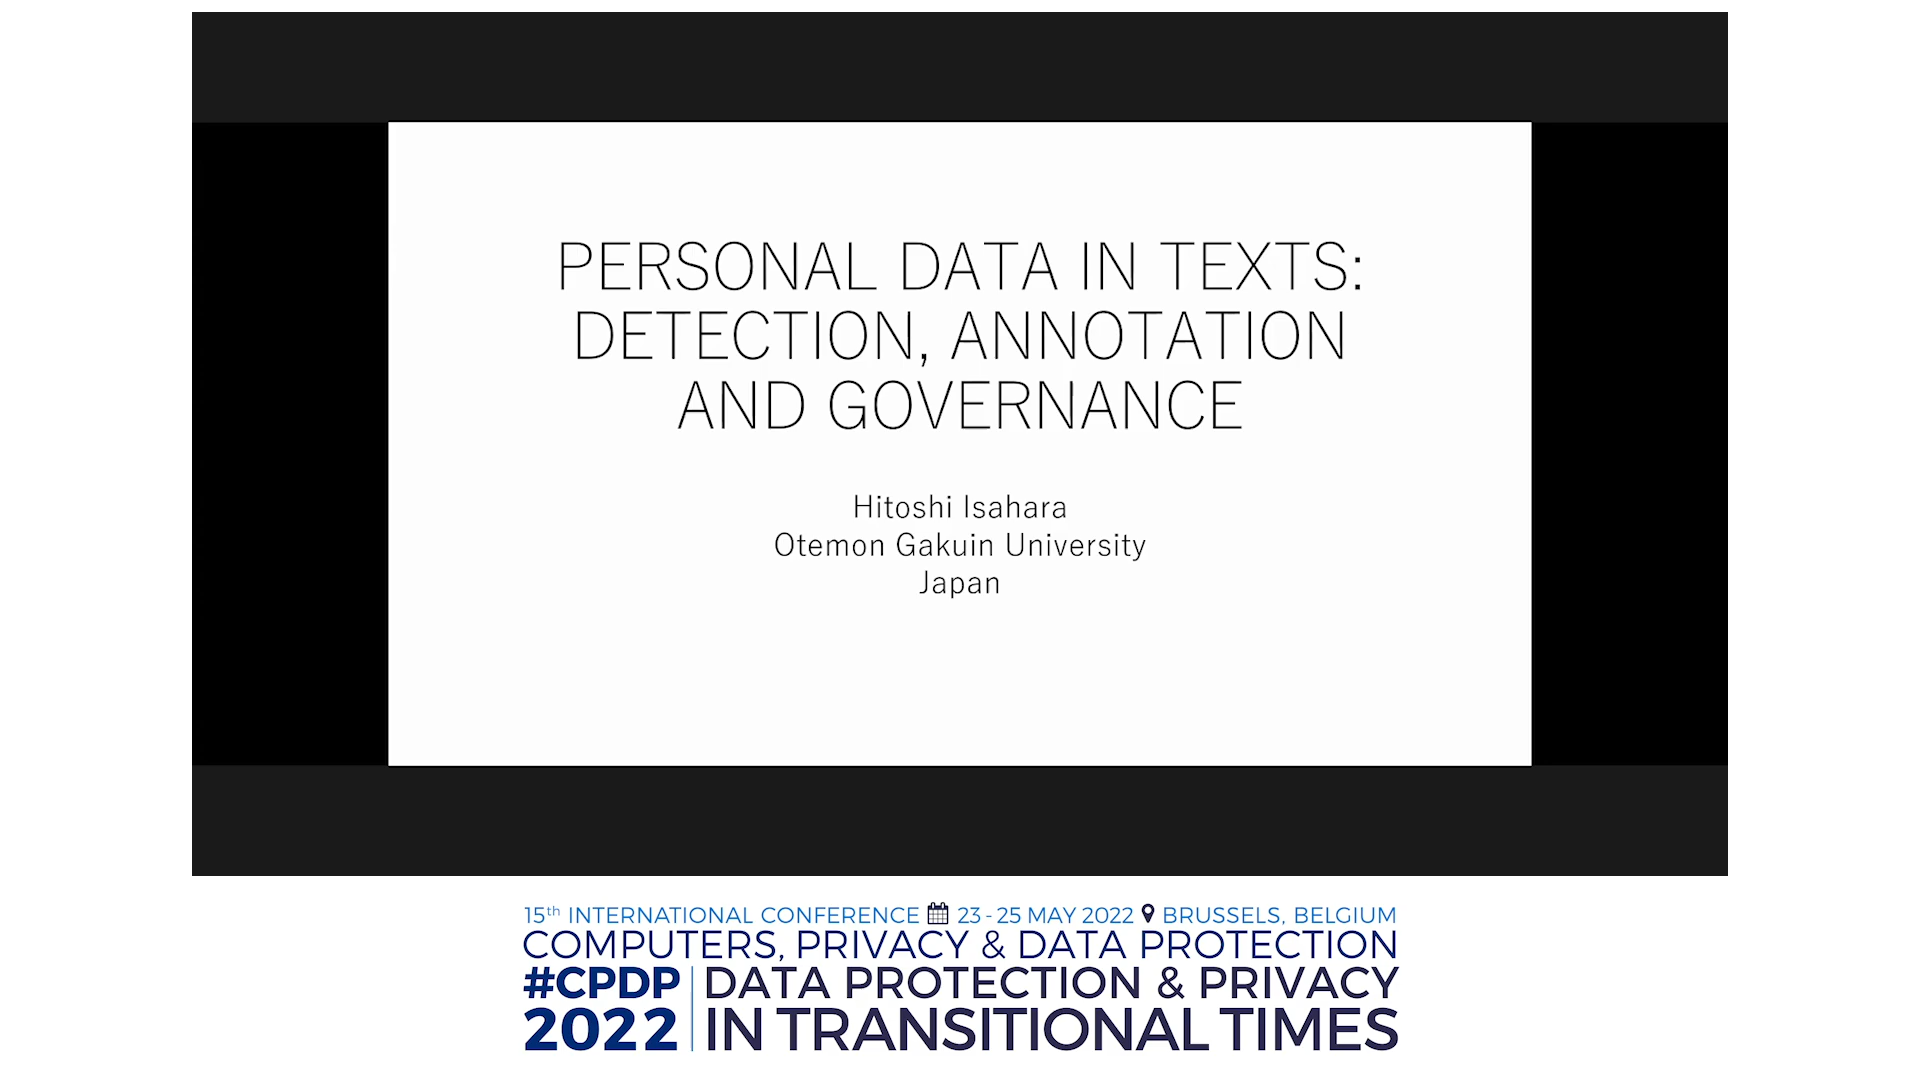 PERSONAL DATA IN TEXTS:
DETECTION, ANNOTATION
AND GOVERNANCE
Hitoshi Isahara
Otemon Gakuin University
Japan
15th INTERNATIONAL CONFERENCE 23-25 MAY 2022 BRUSSELS, BELGIUM
COMPUTERS, PRIVACY & DATA PROTECTION
#CPDP DATA PROTECTION & PRIVACY
2022 IN TRANSITIONAL TIMES